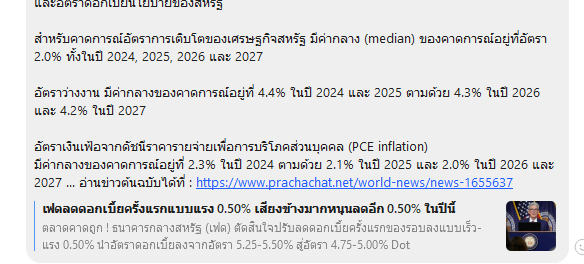 และอัตราดอกเบี้ยนโยบายของสหรัฐ
สำหรับคาดการณ์อัตราการเติบโตของเศรษฐกิจสหรัฐ มีค่ากลาง (median) ของคาดการณ์อยู่ที่อัตรา
2.0% ทั้งในปี 2024, 2025, 2026 และ 2027
อัตราว่างงาน มีค่ากลางของคาดการณ์อยู่ที่ 4.4% ในปี 2024 และ 2025 ตามด้วย 4.3% ในปี 2026
และ 4.2% ในปี 2027
อัตราเงินเฟ้อจากดัชนีราคารายจ่ายเพื่อการบริโภคส่วนบุคคล (PCE inflation)
มีค่ากลางของคาดการณ์อยู่ที่ 2.3% ในปี 2024 ตามด้วย 2.1% ในปี 2025 และ 2.0% ในปี 2026 และ
2027 ... อ่านข่าวต้นฉบับได้ที่ : https://www.prachachat.net/world-news/news-1655637
เฟดลดดอกเบี้ยครั้งแรกแบบแรง 0.50% เสียงข้างมากหนุนลดอีก 0.50% ในปีนี้
ตลาดคาดถูก ! ธนาคารกลางสหรัฐ (เฟด) ตัดสินใจปรับลดดอกเบี้ยครั้งแรกของรอบลงแบบเร็ว-
แรง 0.50% นำอัตราดอกเบี้ยลงจากอัตรา 5.25-5.50% สู่อัตรา 4.75-5.00% Dot